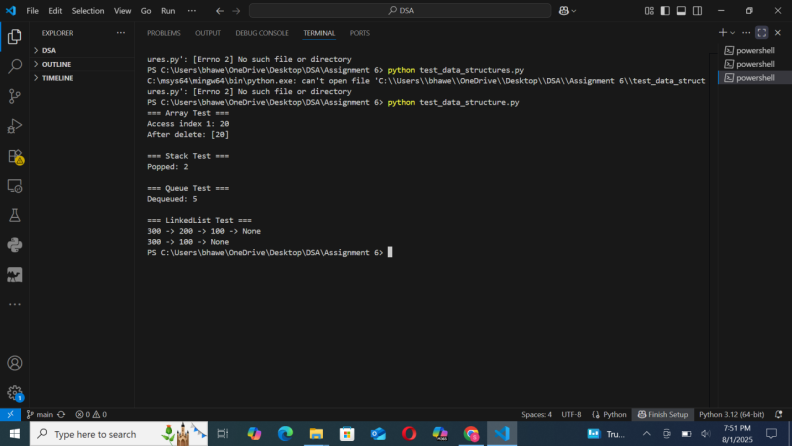 File Edit Selection View Go Run ... DSA
EXPLORER ...
DSA
OUTLINE
TIMELINE
PROBLEMS OUTPUT DEBUG CONSOLE TERMINAL PORTS
ures.py': [Errno 2] No such file or directory
PS C:\Users\bhawe\OneDrive\Desktop\DSA\Assignment 6> python test_data_structures.py
C:\msys64\mingw64\bin\python.exe: can't open file 'C:\\Users\\bhawe\\OneDrive\\Desktop\\DSA\\Assignment 6\\test_data_struct
ures.py': [Errno 2] No such file or directory
PS C:\Users\bhawe\OneDrive\Desktop\DSA\Assignment 6> python test_data_structure.py
=== Array Test ===
Access index 1: 20
After delete: [20]
=== Stack Test ===
Popped: 2
=== Queue Test ===
Dequeued: 5
=== LinkedList Test ===
300 -> 200 -> 100 -> None
300 -> 100 -> None
PS C:\Users\bhawe\OneDrive\Desktop\DSA\Assignment 6>
powershell
powershell
powershell
1
main 0 0 Spaces: 4 UTF-8 Python Finish Setup Python 3.12 (64-bit)
Type here to search Tru... 7:51 PM
8/1/2025